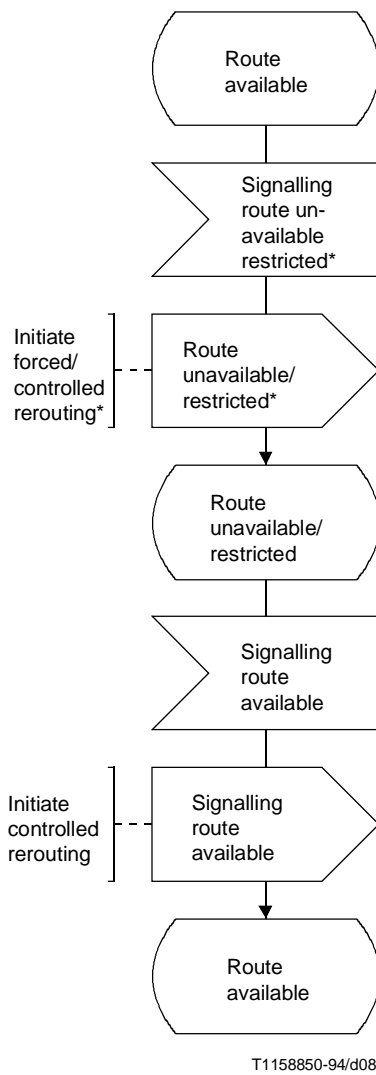 Route
available
Signalling
route un-
available
restricted*
Initiate
forced/
controlled
rerouting*
Route
unavailable/
restricted*
Route
unavailable/
restricted
Signalling
route
available
Initiate
controlled
rerouting
Signalling
route
available
Route
available
T1158850-94/d08